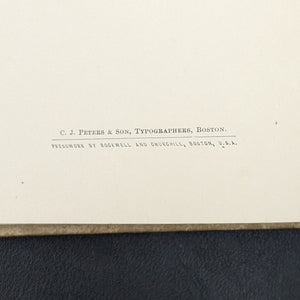 C. J. PETERS & SON, TYPOGRAPHERS, BOSTON.
PRESSWORK BY ROCKWELL AND CHURCHILL, BOSTON, U.S.A.